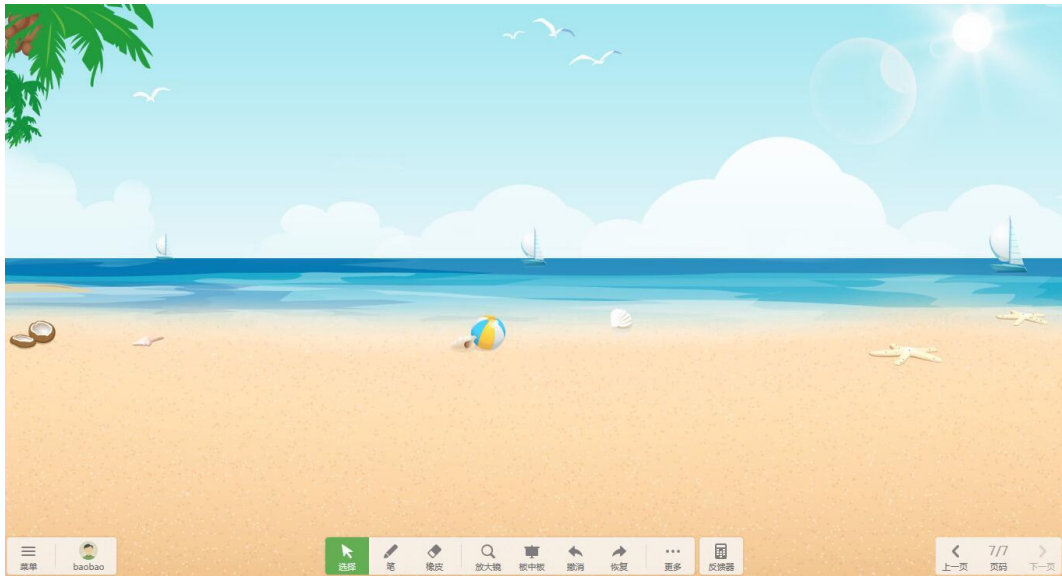 菜单 baobao 选择 笔 橡皮 放大镜 板中板 撤消 恢复 更多 反馈器 上一页 7/7 页码 下一页